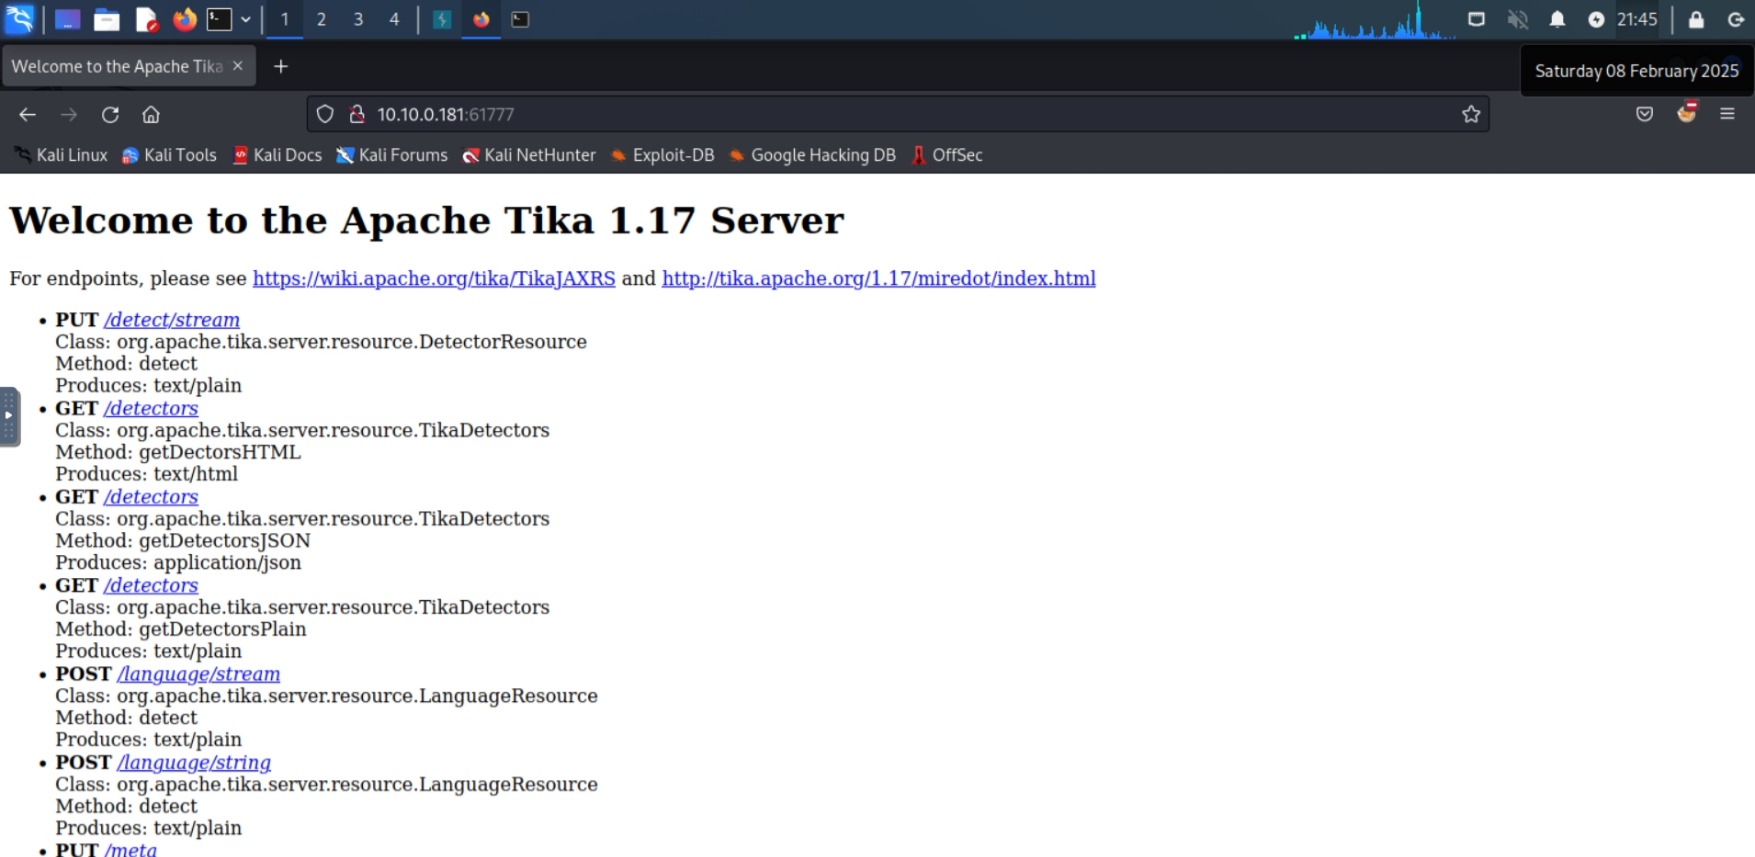 1 2 3 4 21:45
Welcome to the Apache Tika
Saturday 08 February 2025
10.10.0.181:61777
Kali Linux Kali Tools Kali Docs Kali Forums Kali NetHunter Exploit-DB Google Hacking DB OffSec
Welcome to the Apache Tika 1.17 Server
For endpoints, please see https://wiki.apache.org/tika/TikaJAXRS and http://tika.apache.org/1.17/miredot/index.html
• PUT /detect/stream
Class: org.apache.tika.server.resource.DetectorResource
Method: detect
Produces: text/plain
• GET /detectors
Class: org.apache.tika.server.resource.TikaDetectors
Method: getDectorsHTML
Produces: text/html
• GET /detectors
Class: org.apache.tika.server.resource.TikaDetectors
Method: getDetectorsJSON
Produces: application/json
• GET /detectors
Class: org.apache.tika.server.resource.TikaDetectors
Method: getDetectorsPlain
Produces: text/plain
• POST /language/stream
Class: org.apache.tika.server.resource.LanguageResource
Method: detect
Produces: text/plain
• POST /language/string
Class: org.apache.tika.server.resource.LanguageResource
Method: detect
Produces: text/plain
• PUT /meta